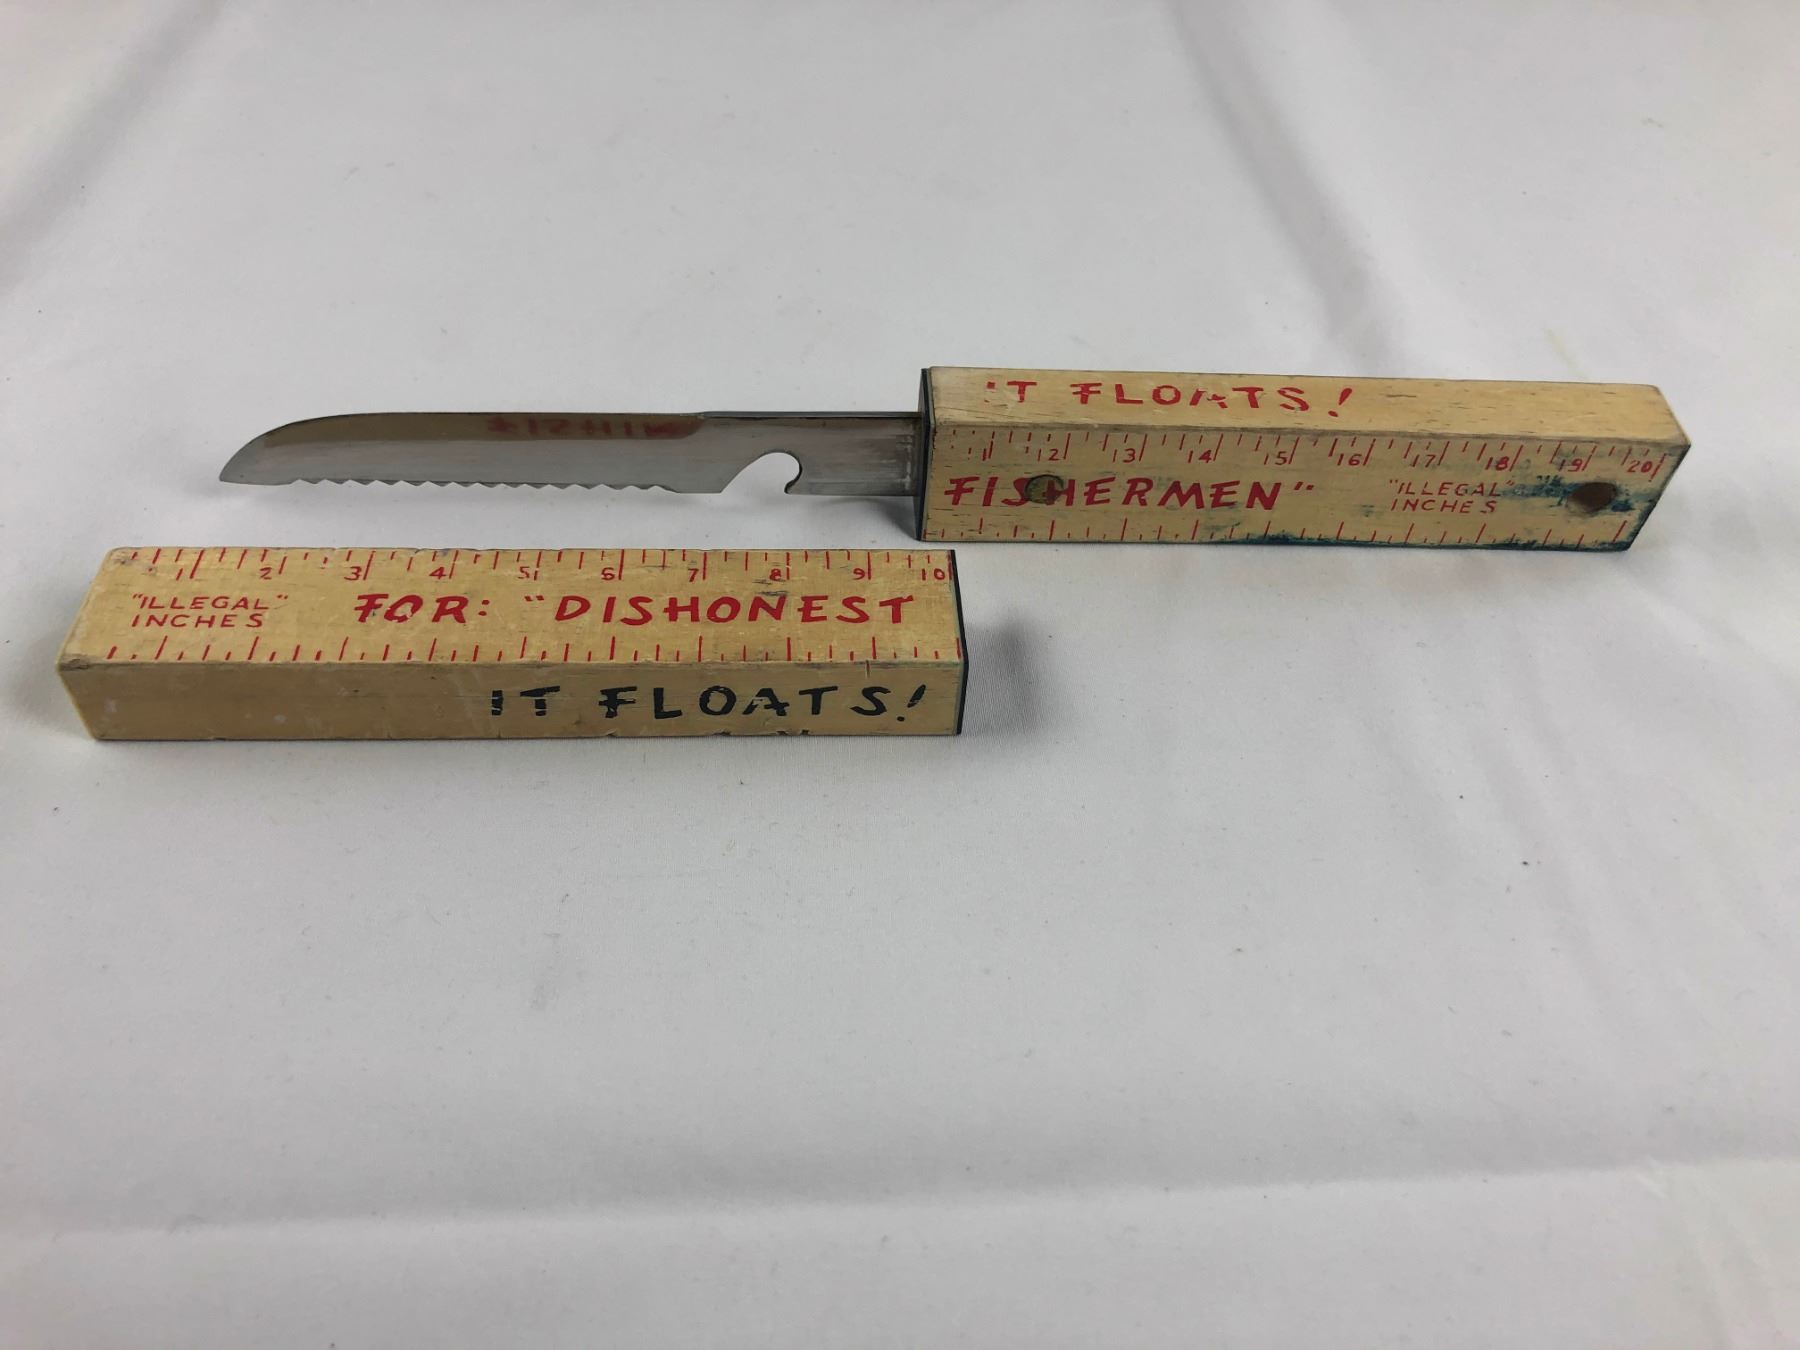 IT FLOATS!
11 12 13 14 15 16 17 18 19 20
FISHERMEN" "ILLEGAL"
INCHES
1 2 3 4 5 6 7 8 9 10
"ILLEGAL" FOR: "DISHONEST
INCHES
IT FLOATS!